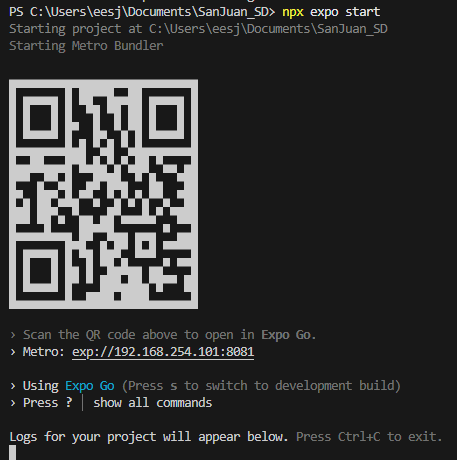 PS C:\Users\eesj\Documents\SanJuan_SD> npx expo start
Starting project at C:\Users\eesj\Documents\SanJuan_SD
Starting Metro Bundler
› Scan the QR code above to open in Expo Go.
› Metro: exp://192.168.254.101:8081
› Using Expo Go (Press s to switch to development build)
› Press ? │ show all commands
Logs for your project will appear below. Press Ctrl+C to exit.